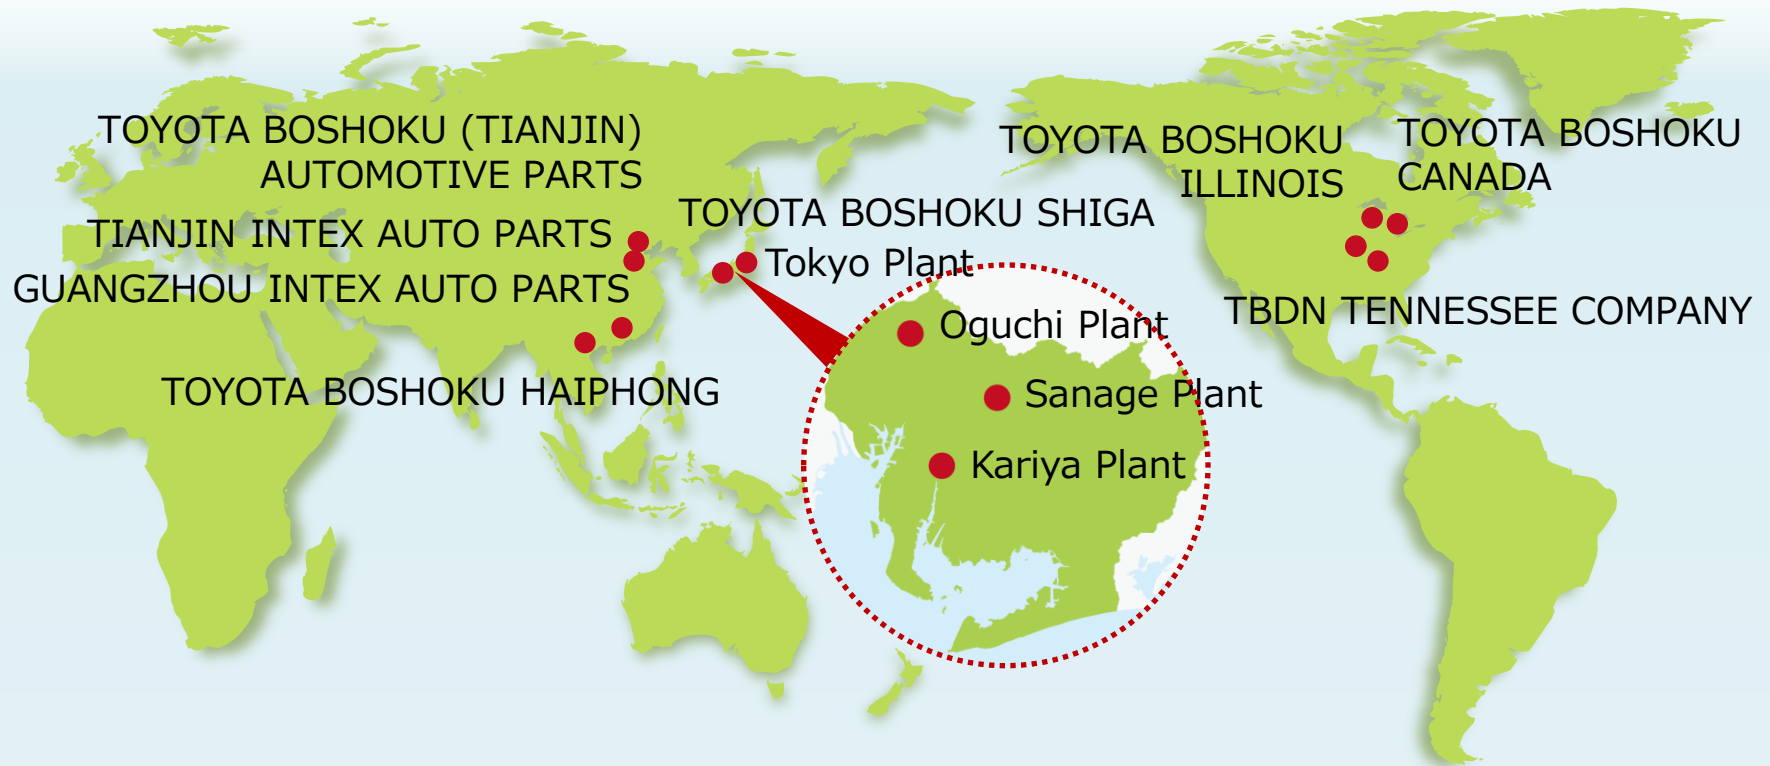 TOYOTA BOSHOKU (TIANJIN)
AUTOMOTIVE PARTS
TIANJIN INTEX AUTO PARTS
GUANGZHOU INTEX AUTO PARTS
TOYOTA BOSHOKU HAIPHONG
TOYOTA BOSHOKU SHIGA
Tokyo Plant
Oguchi Plant
Sanage Plant
Kariya Plant
TOYOTA BOSHOKU
ILLINOIS
TOYOTA BOSHOKU
CANADA
TBDN TENNESSEE COMPANY